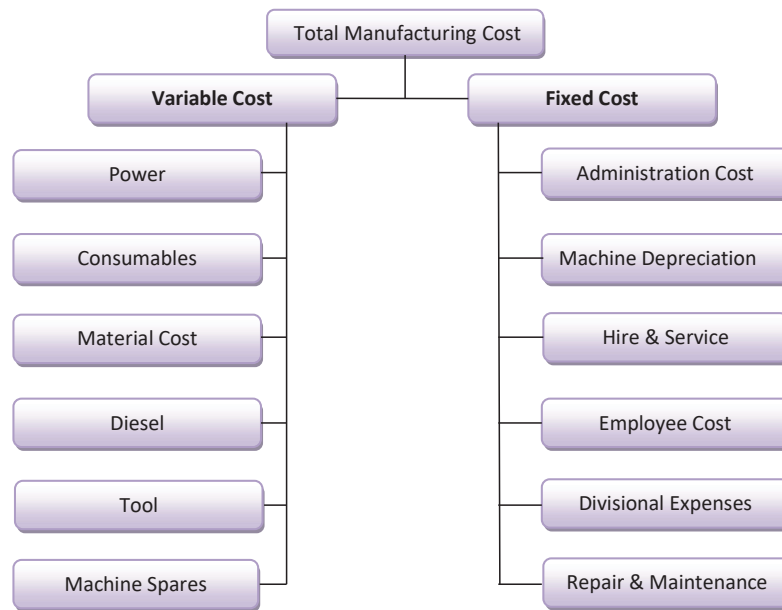 Total Manufacturing Cost
Variable Cost
Fixed Cost
Power
Consumables
Material Cost
Diesel
Tool
Machine Spares
Administration Cost
Machine Depreciation
Hire & Service
Employee Cost
Divisional Expenses
Repair & Maintenance